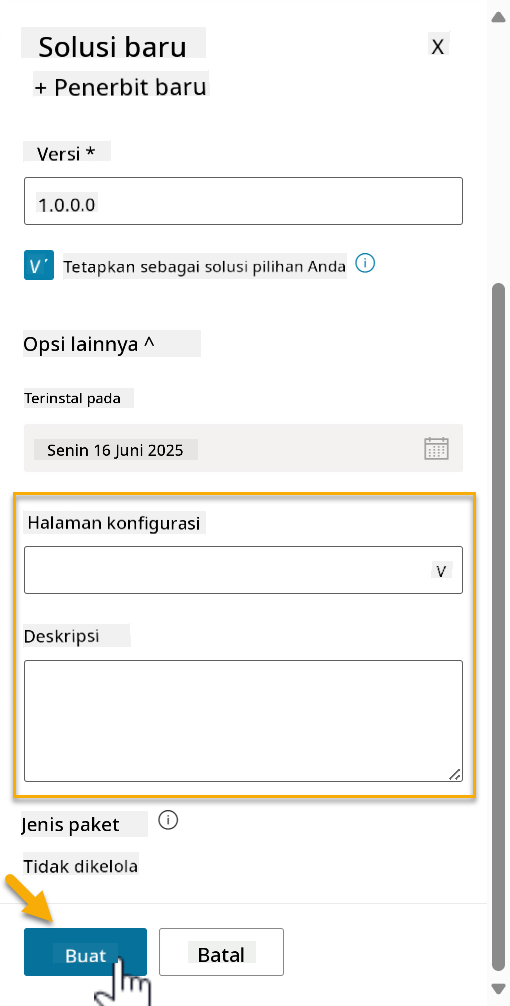 Solusi baru
X
+ Penerbit baru
Versi *
1.0.0.0
Tetapkan sebagai solusi pilihan Anda
Opsi lainnya ^
Terinstal pada
Senin 16 Juni 2025
Halaman konfigurasi
V
Deskripsi
Jenis paket
Tidak dikelola
Buat
Batal